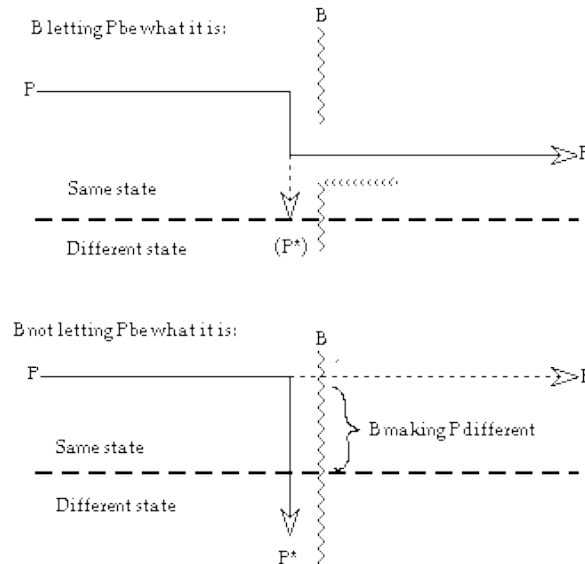 B letting P be what it is:
B
P
P
Same state
Different state
(P*)
B not letting P be what it is:
B
P
P
B making P different
Same state
Different state
P*